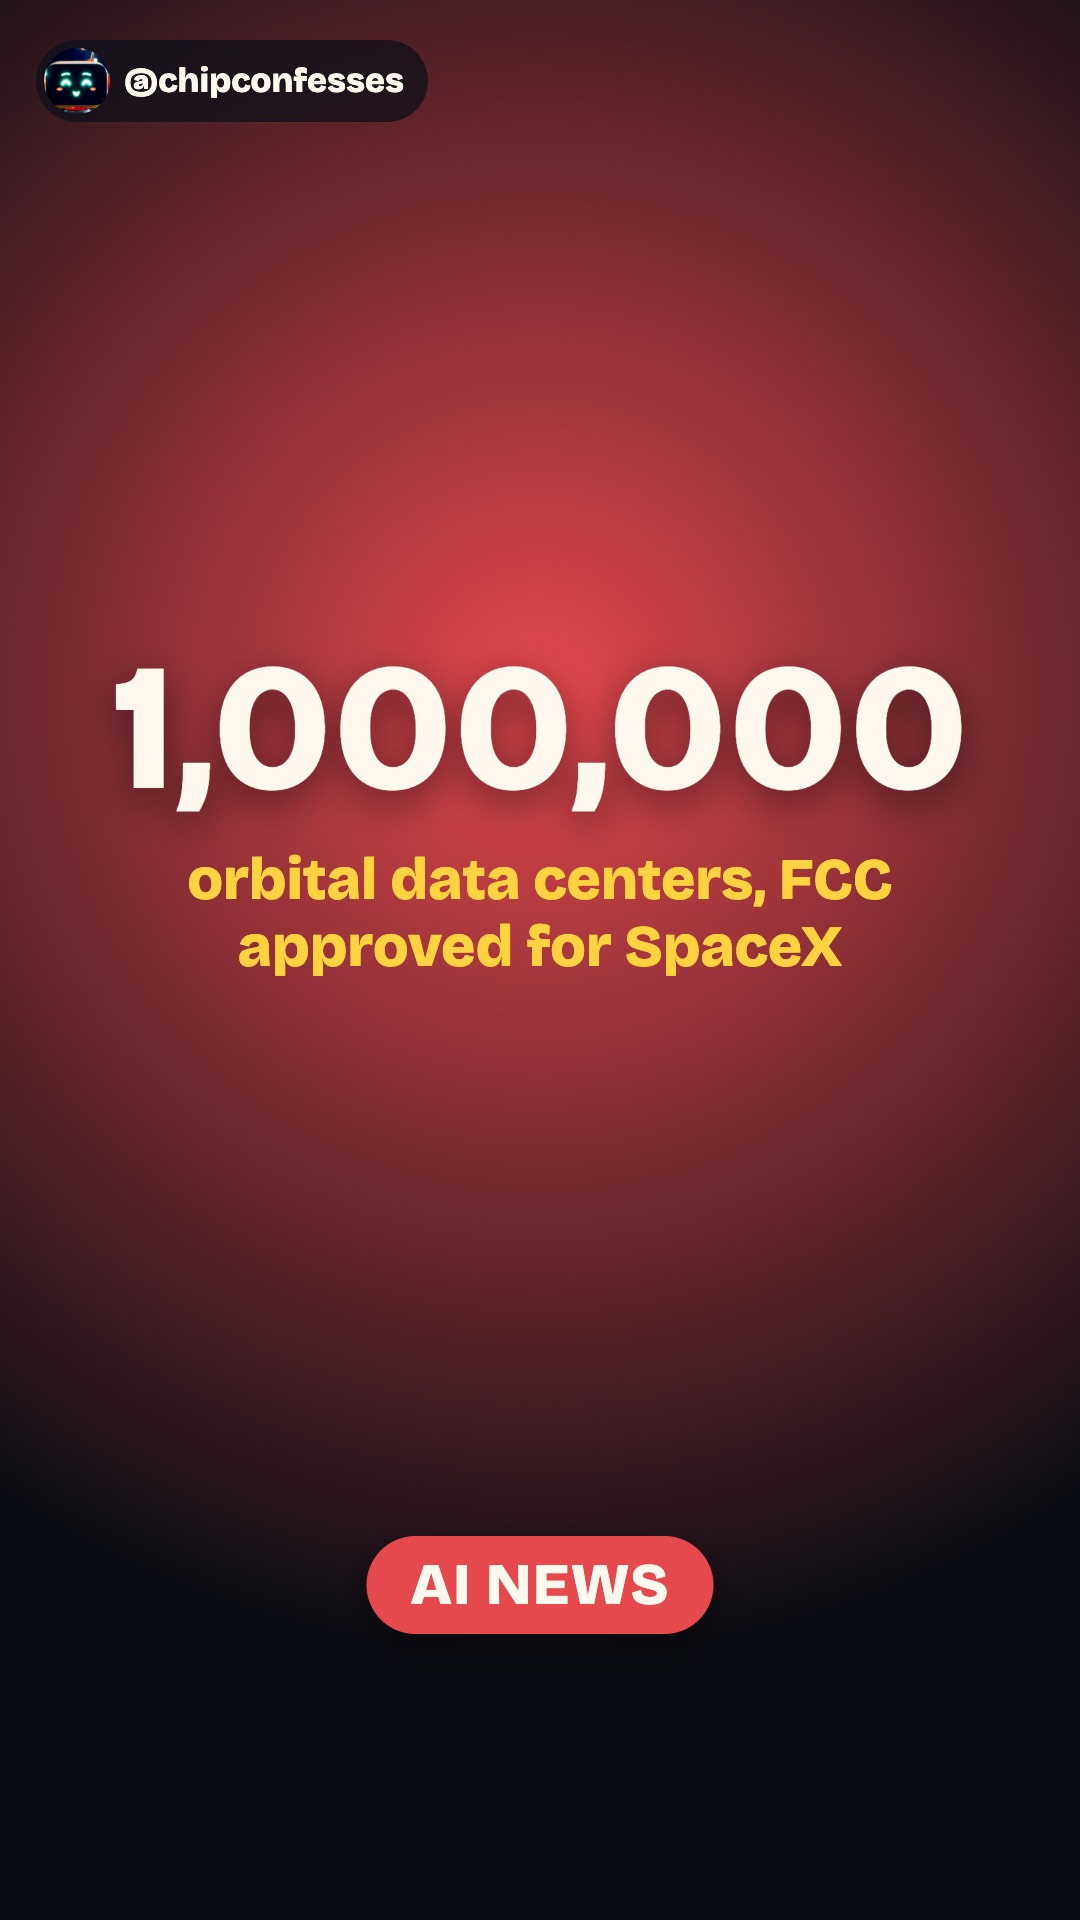 @chipconfesses
1,000,000
orbital data centers, FCC
approved for SpaceX
AI NEWS